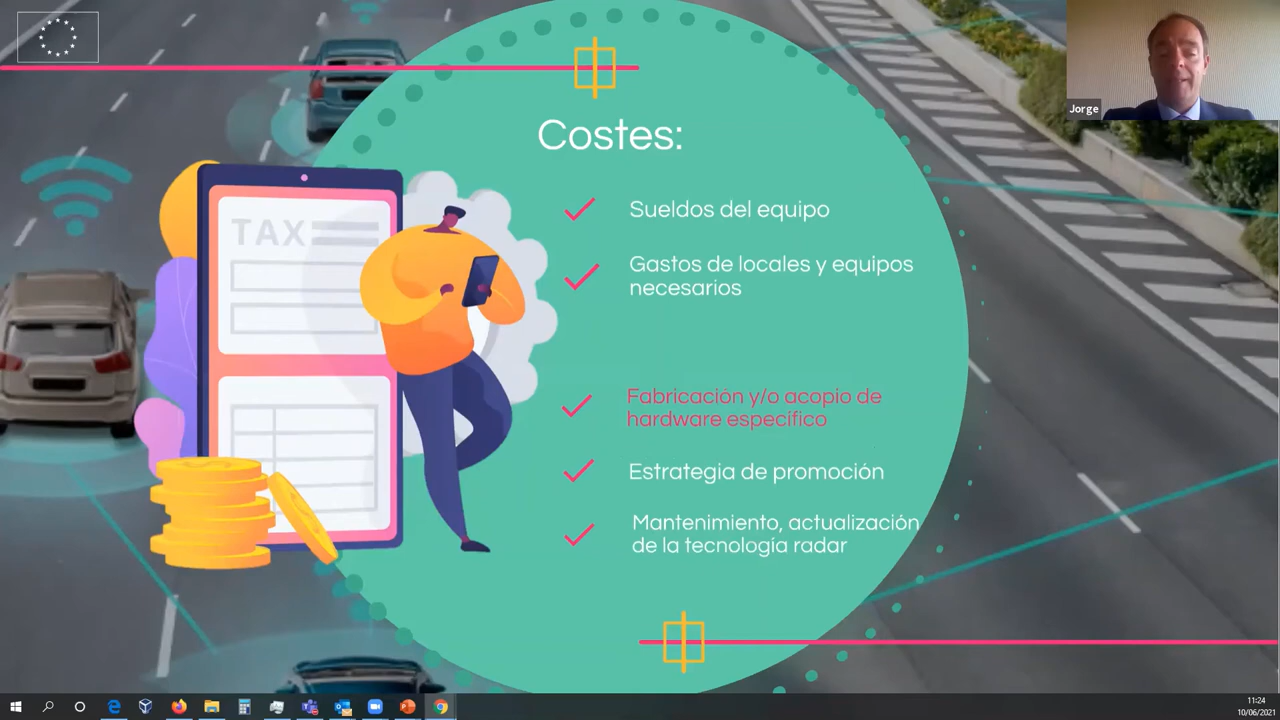 Jorge
Costes:
TAX
Sueldos del equipo
Gastos de locales y equipos
necesarios
Fabricación y/o acopio de
hardware específico
Estrategia de promoción
Mantenimiento, actualización
de la tecnología radar
11:24
10/06/2021